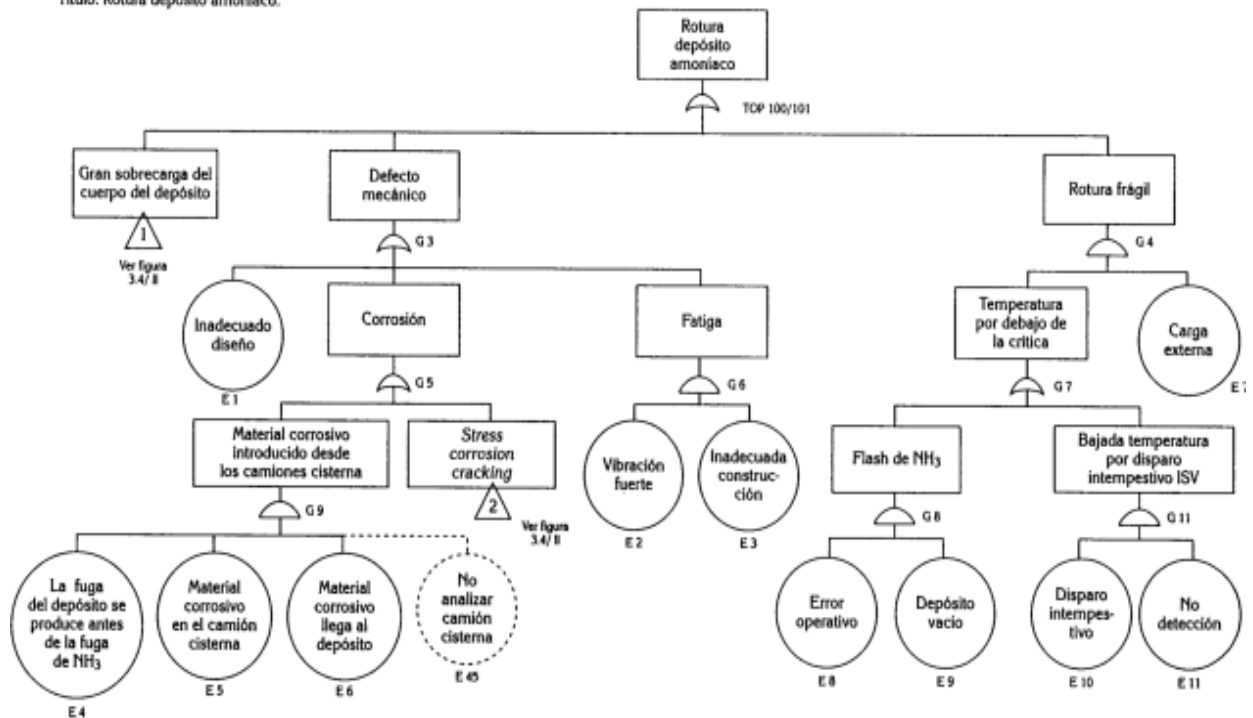 Título: Rotura depósito amoníaco.
Rotura
depósito
amoníaco
TOP 100/101
Gran sobrecarga del
cuerpo del depósito
1
Ver figura
3.4/ II
Defecto
mecánico
G 3
Rotura frágil
G 4
Inadecuado
diseño
E 1
Corrosión
G 5
Fatiga
G 6
Temperatura
por debajo de
la crítica
G 7
Carga
externa
E 7
Material corrosivo
introducido desde
los camiones cisterna
G 9
Stress
corrosion
cracking
2
Ver figura
3.4/ II
Vibración
fuerte
E 2
Inadecuada
construc-
ción
E 3
Flash de NH3
G 8
Bajada temperatura
por disparo
intempestivo ISV
G 11
La fuga
del depósito se
produce antes
de la fuga
de NH3
E 4
Material
corrosivo
en el camión
cisterna
E 5
Material
corrosivo
llega al
depósito
E 6
No
analizar
camión
cisterna
E 45
Error
operativo
E 8
Depósito
vacio
E 9
Disparo
intempes-
tivo
E 10
No
detección
E 11